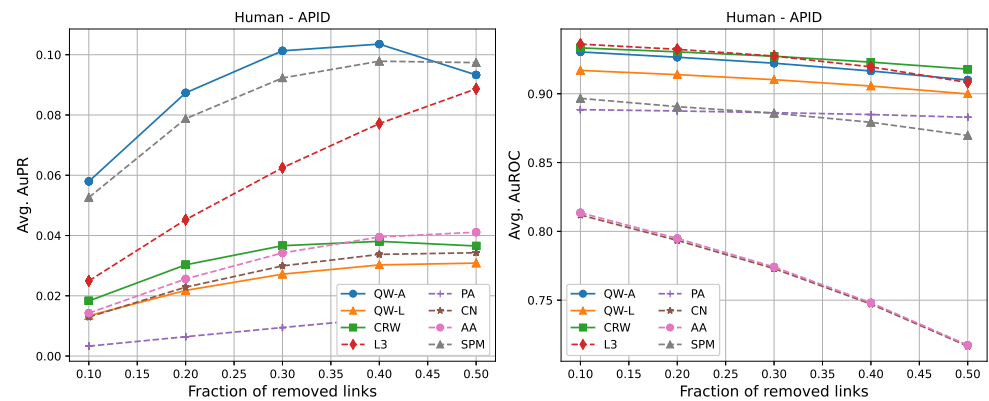 Human - APID
Avg. AuPR
0.10
0.08
0.06
0.04
0.02
0.00
0.10 0.15 0.20 0.25 0.30 0.35 0.40 0.45 0.50
Fraction of removed links
QW-A PA
QW-L CN
CRW AA
L3 SPM
Human - APID
Avg. AuROC
0.90
0.85
0.80
0.75
0.10 0.15 0.20 0.25 0.30 0.35 0.40 0.45 0.50
Fraction of removed links
QW-A PA
QW-L CN
CRW AA
L3 SPM